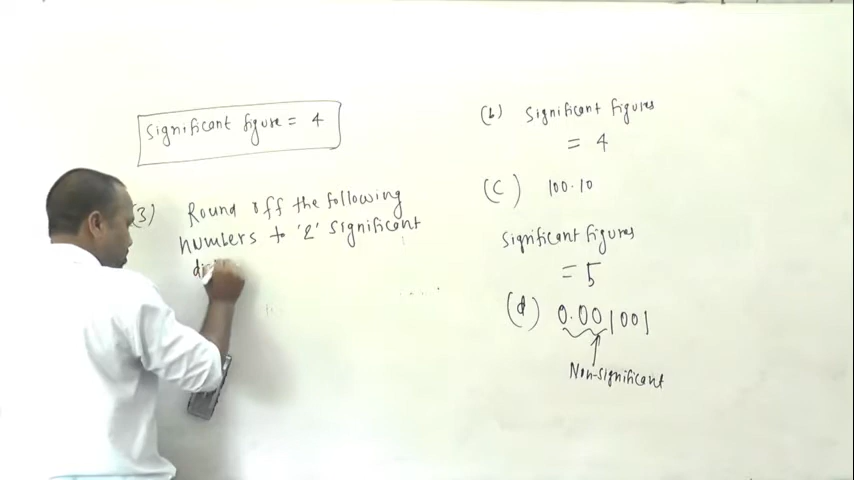 Significant figure = 4
(3) Round off the following
numbers to '2' significant
(b) Significant figures
= 4
(C) 100.10
Significant figures
= 5
(d) 0.001001
Non-significant